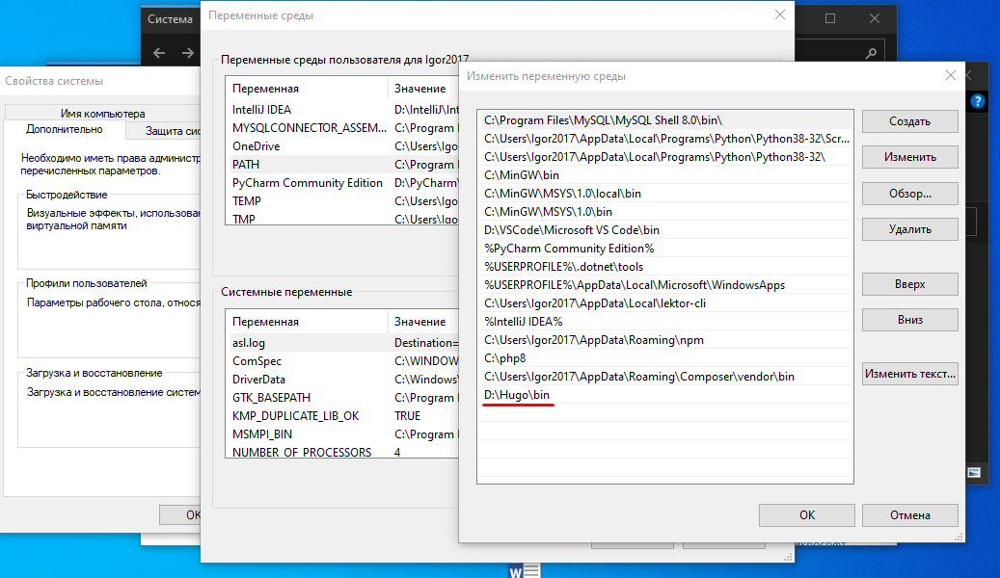 Система
Переменные среды
Переменные среды пользователя для Igor2017
Переменная Значение
IntelliJ IDEA D:\IntelliJ\Int
MYSQLCONNECTOR_ASSEM... C:\Program
OneDrive C:\Users\Igo
PATH C:\Program
PyCharm Community Edition D:\PyCharm\
TEMP C:\Users\Igo
TMP C:\Users\Igo
Системные переменные
Переменная Значение
asl.log Destination=
ComSpec C:\WINDOW
DriverData C:\Windows\
GTK_BASEPATH C:\Program
KMP_DUPLICATE_LIB_OK TRUE
MSMPI_BIN C:\Program
NUMBER_OF_PROCESSORS 4
Свойства системы
Имя компьютера
Дополнительно Защита сис
Необходимо иметь права администр
перечисленных параметров.
Быстродействие
Визуальные эффекты, использован
виртуальной памяти
Профили пользователей
Параметры рабочего стола, относя
Загрузка и восстановление
Загрузка и восстановление систем
OK
Изменить переменную среды
C:\Program Files\MySQL\MySQL Shell 8.0\bin\
C:\Users\Igor2017\AppData\Local\Programs\Python\Python38-32\Scr...
C:\Users\Igor2017\AppData\Local\Programs\Python\Python38-32\
C:\MinGW\bin
C:\MinGW\MSYS\1.0\local\bin
C:\MinGW\MSYS\1.0\bin
D:\VSCode\Microsoft VS Code\bin
%PyCharm Community Edition%
%USERPROFILE%\.dotnet\tools
%USERPROFILE%\AppData\Local\Microsoft\WindowsApps
C:\Users\Igor2017\AppData\Local\lektor-cli
%IntelliJ IDEA%
C:\Users\Igor2017\AppData\Roaming\npm
C:\php8
C:\Users\Igor2017\AppData\Roaming\Composer\vendor\bin
D:\Hugo\bin
Создать
Изменить
Обзор...
Удалить
Вверх
Вниз
Изменить текст...
OK
Отмена
?
W